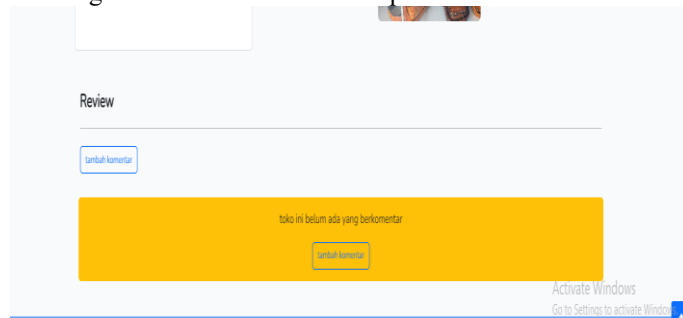 Review
tambah komentar
toko ini belum ada yang berkomentar
tambah komentar
Activate Windows
Go to Settings to activate Windows.